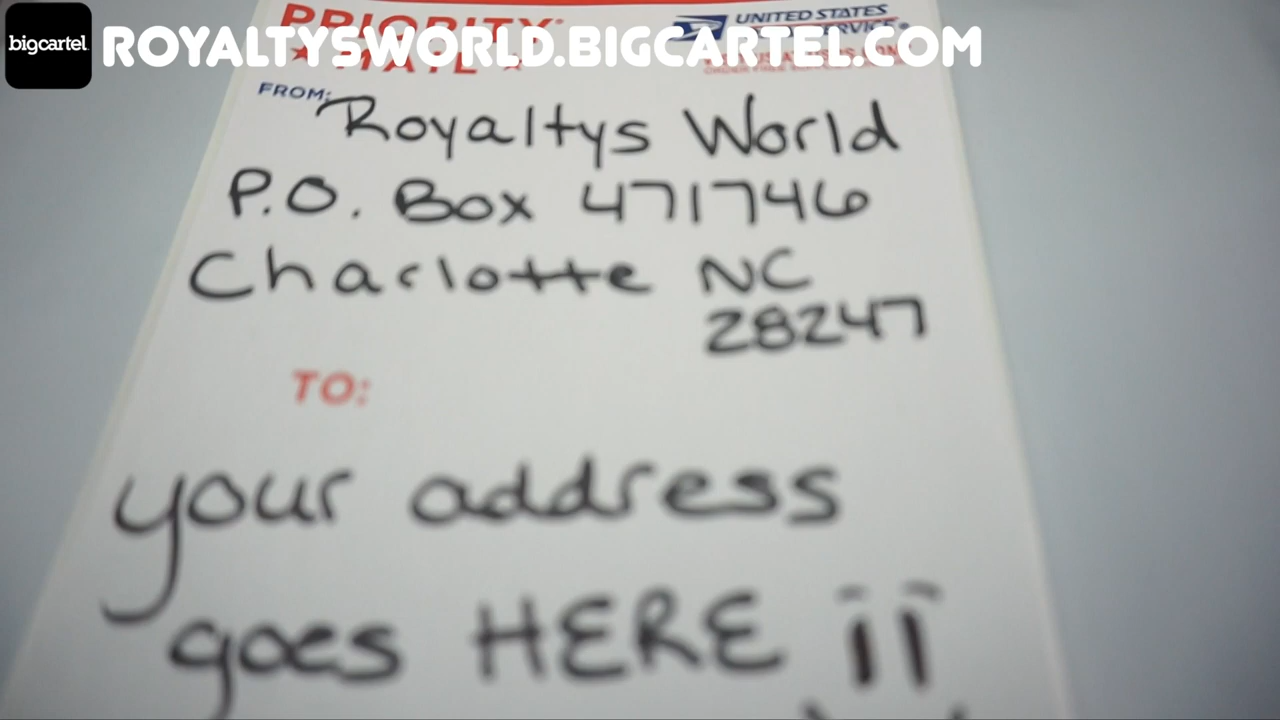 bigcartel
ROYALTYSWORLD.BIGCARTEL.COM
PRIORITY
MAIL
UNITED STATES
FROM:
Royaltys World
P.O. Box 471746
Charlotte NC
28247
TO:
your address
goes HERE